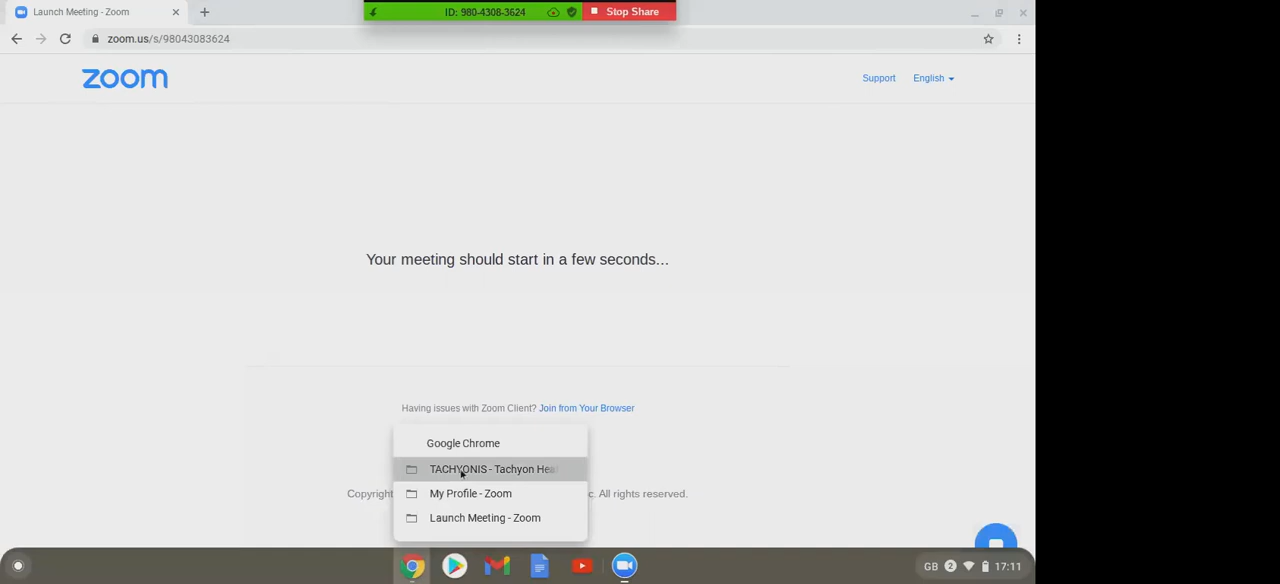 Launch Meeting - Zoom
ID: 980-4308-3624
Stop Share
zoom.us/s/98043083624
zoom
Support
English
Your meeting should start in a few seconds...
Having issues with Zoom Client? Join from Your Browser
Google Chrome
TACHYONIS - Tachyon Hea
My Profile - Zoom
Copyright
c. All rights reserved.
Launch Meeting - Zoom
GB 2 17:11